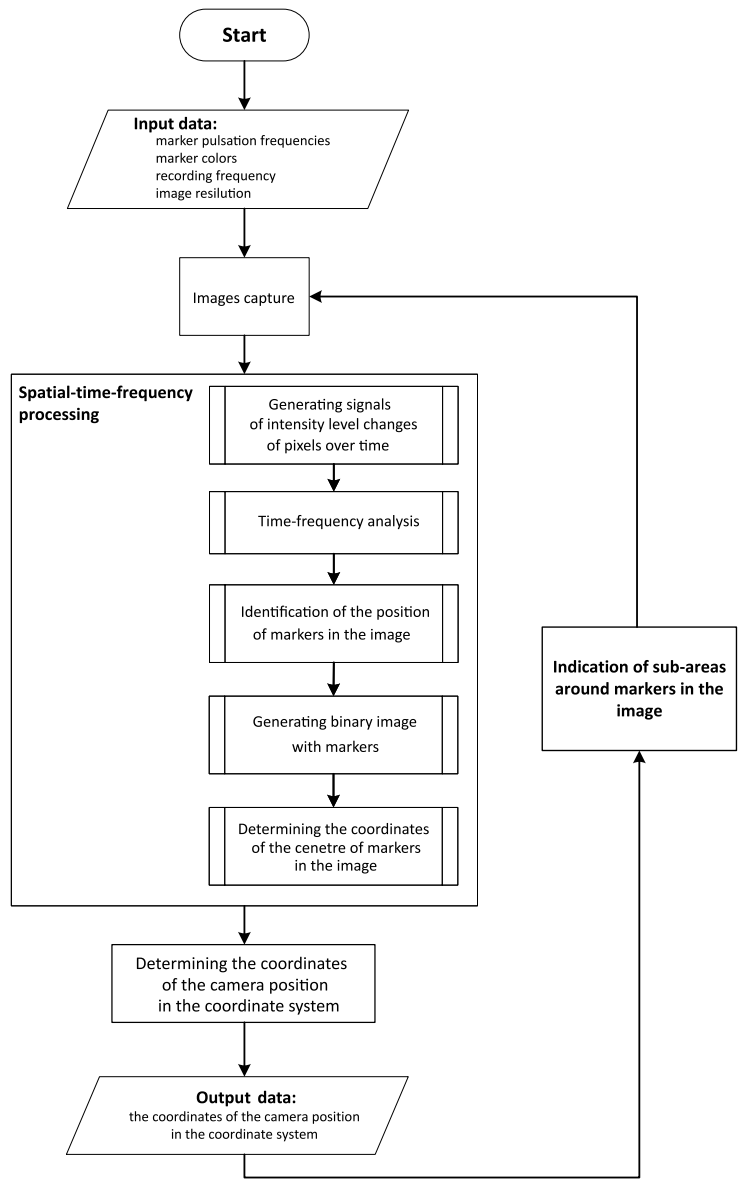 Start
Input data:
marker pulsation frequencies
marker colors
recording frequency
image resilution
Images capture
Spatial-time-frequency
processing
Generating signals
of intensity level changes
of pixels over time
Time-frequency analysis
Identification of the position
of markers in the image
Generating binary image
with markers
Determining the coordinates
of the cenetre of markers
in the image
Indication of sub-areas
around markers in the
image
Determining the coordinates
of the camera position
in the coordinate system
Output data:
the coordinates of the camera position
in the coordinate system